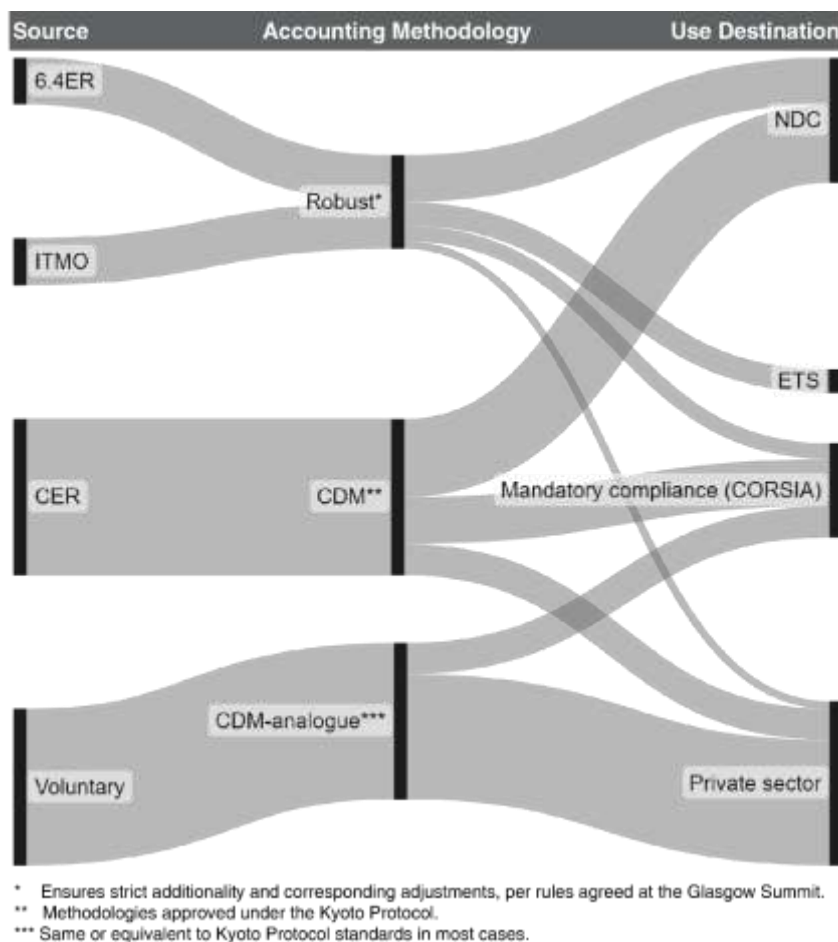 Source Accounting Methodology Use Destination
6.4ER
NDC
Robust*
ITMO
ETS
Mandatory compliance (CORSIA)
CER
CDM**
CDM-analogue***
Private sector
Voluntary
* Ensures strict additionality and corresponding adjustments, per rules agreed at the Glasgow Summit.
** Methodologies approved under the Kyoto Protocol.
*** Same or equivalent to Kyoto Protocol standards in most cases.